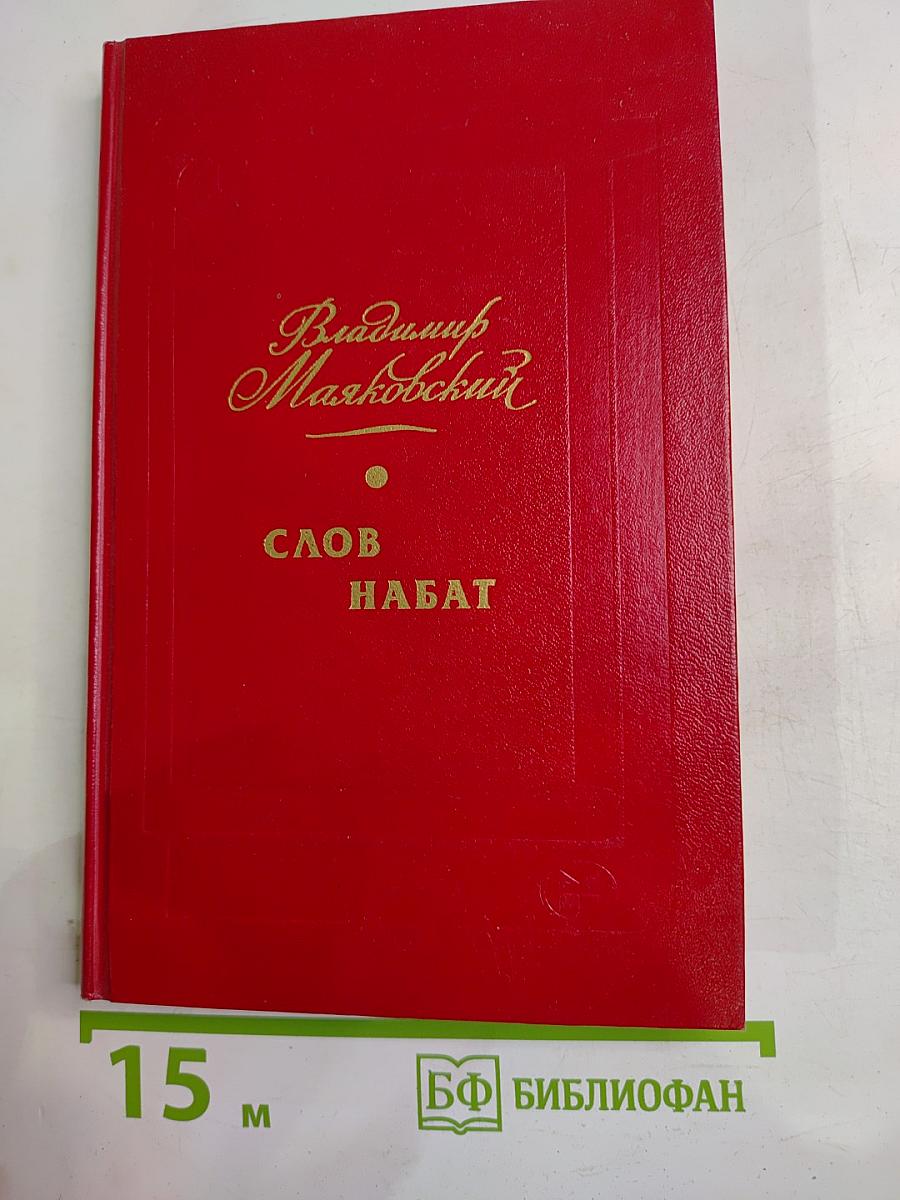 Владимир
Маяковский
СЛОВ
НАБАТ
15 м
БФ БИБЛИОФАН